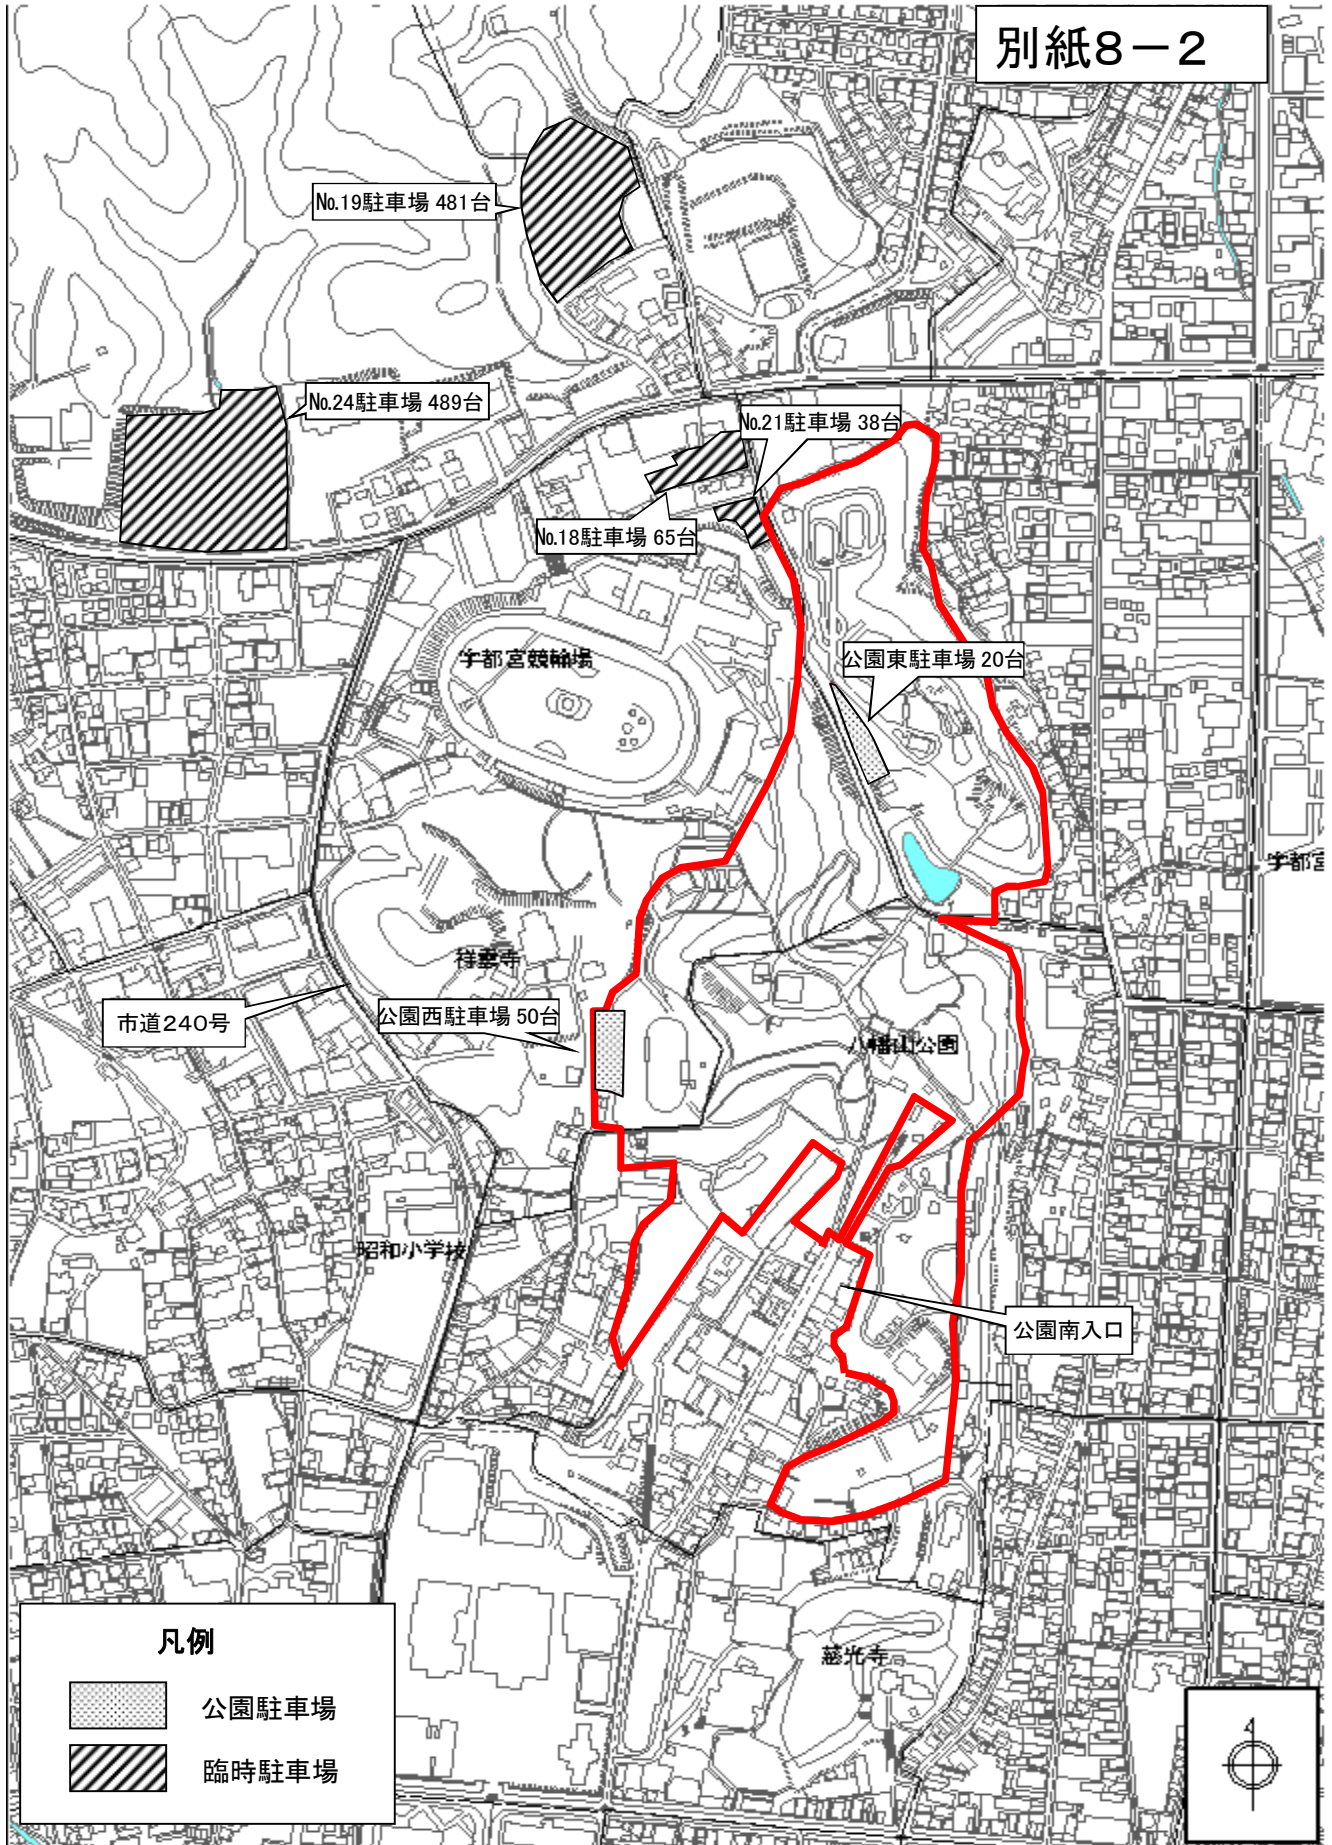 別紙8－2
No.19駐車場 481台
No.24駐車場 489台
No.21駐車場 38台
No.18駐車場 65台
宇都宮競輪場
公園東駐車場 20台
宇都宮
祥雲寺
市道240号
公園西駐車場 50台
八幡山公園
昭和小学校
公園南入口
慈光寺
凡例
公園駐車場
臨時駐車場